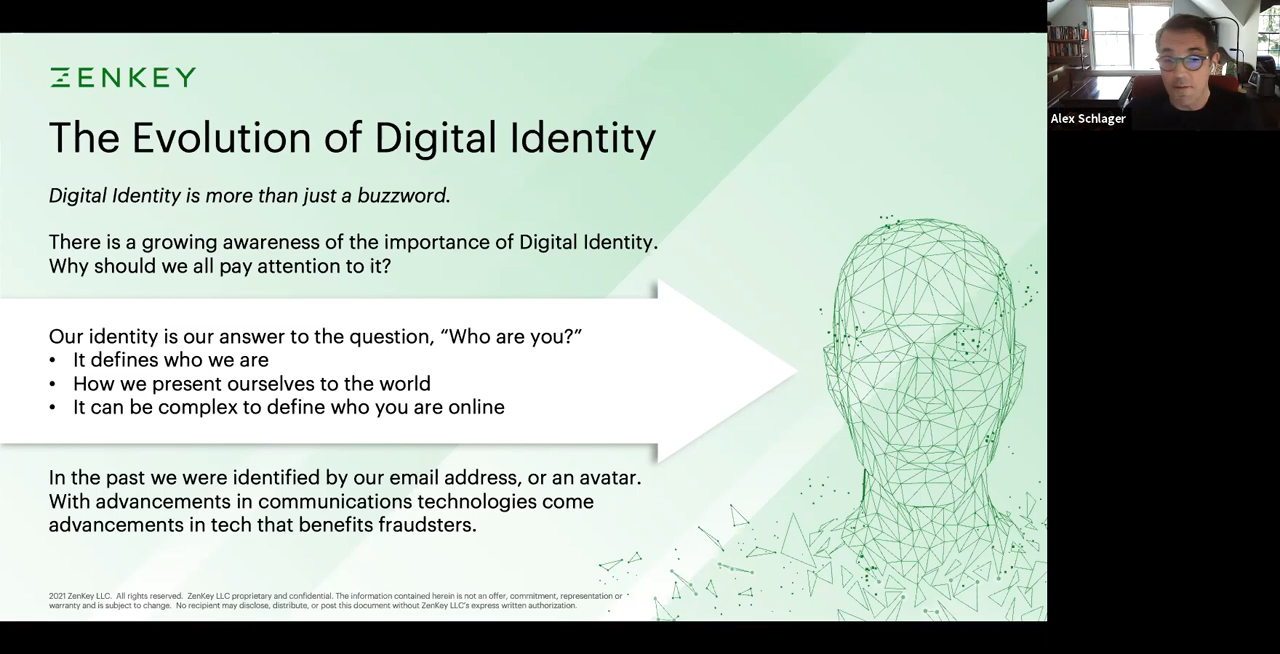 ZENKEY
The Evolution of Digital Identity
Digital Identity is more than just a buzzword.
There is a growing awareness of the importance of Digital Identity.
Why should we all pay attention to it?
Our identity is our answer to the question, “Who are you?”
• It defines who we are
• How we present ourselves to the world
• It can be complex to define who you are online
In the past we were identified by our email address, or an avatar.
With advancements in communications technologies come
advancements in tech that benefits fraudsters.
2021 ZenKey LLC. All rights reserved. ZenKey LLC proprietary and confidential. The information contained herein is not an offer, commitment, representation or
warranty and is subject to change. No recipient may disclose, distribute, or post this document without ZenKey LLC’s express written authorization.
Alex Schlager